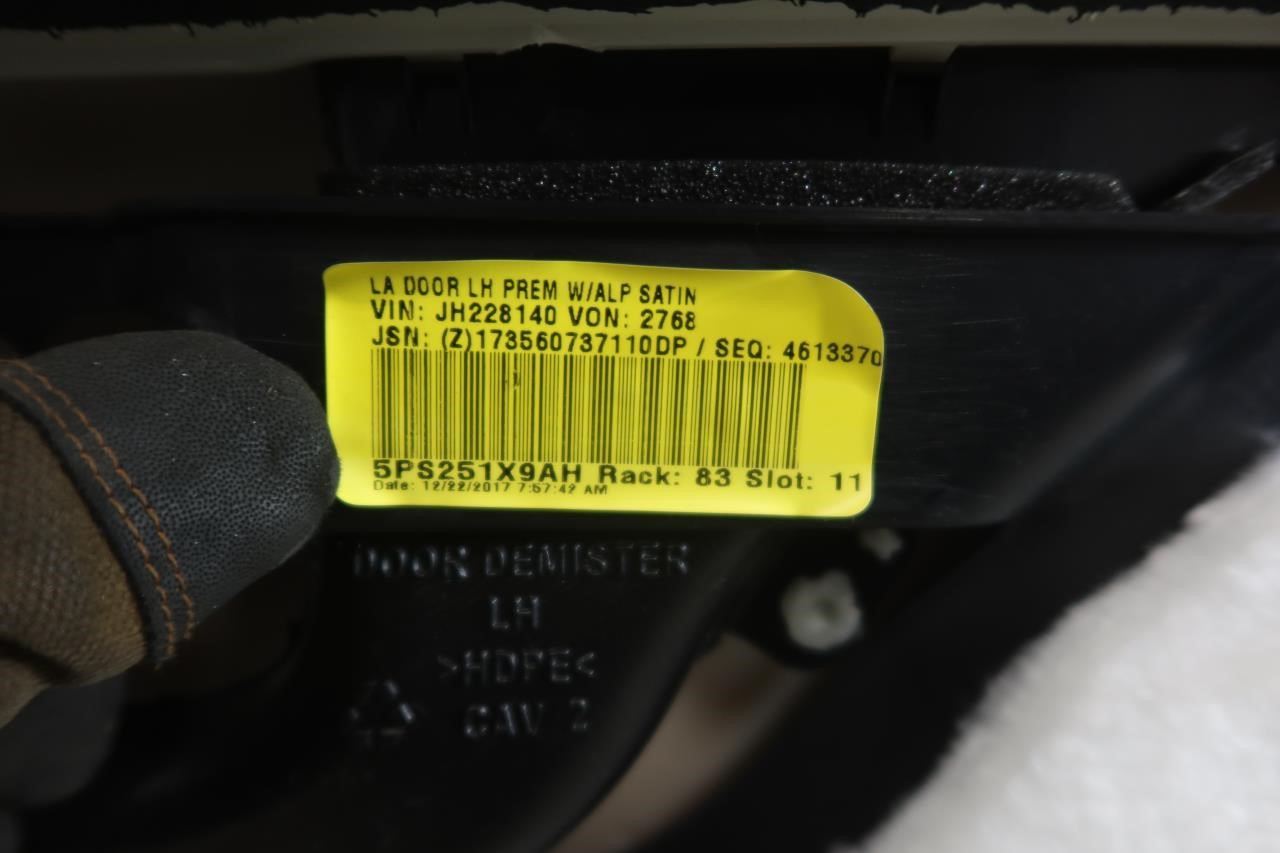 LA DOOR LH PREM W/ALP SATIN
VIN: JH228140 VON: 2768
JSN: (Z)173560737110DP / SEQ: 4613370
5PS251X9AH Rack: 83 Slot: 11
Date: 12/22/2017 7:57:42 AM
DOOR DEMISTER
LH
>HDPE<
CAV 2